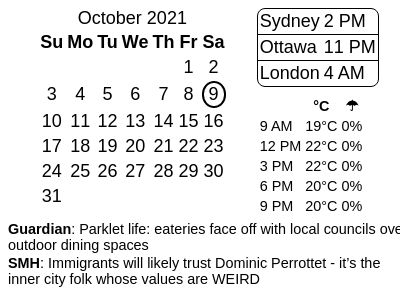 October 2021
Su Mo Tu We Th Fr Sa
1 2
3 4 5 6 7 8 9
10 11 12 13 14 15 16
17 18 19 20 21 22 23
24 25 26 27 28 29 30
31
Sydney 2 PM
Ottawa 11 PM
London 4 AM
°C ☂
9 AM 19°C 0%
12 PM 22°C 0%
3 PM 22°C 0%
6 PM 20°C 0%
9 PM 20°C 0%
Guardian: Parklet life: eateries face off with local councils ove
outdoor dining spaces
SMH: Immigrants will likely trust Dominic Perrottet - it’s the
inner city folk whose values are WEIRD